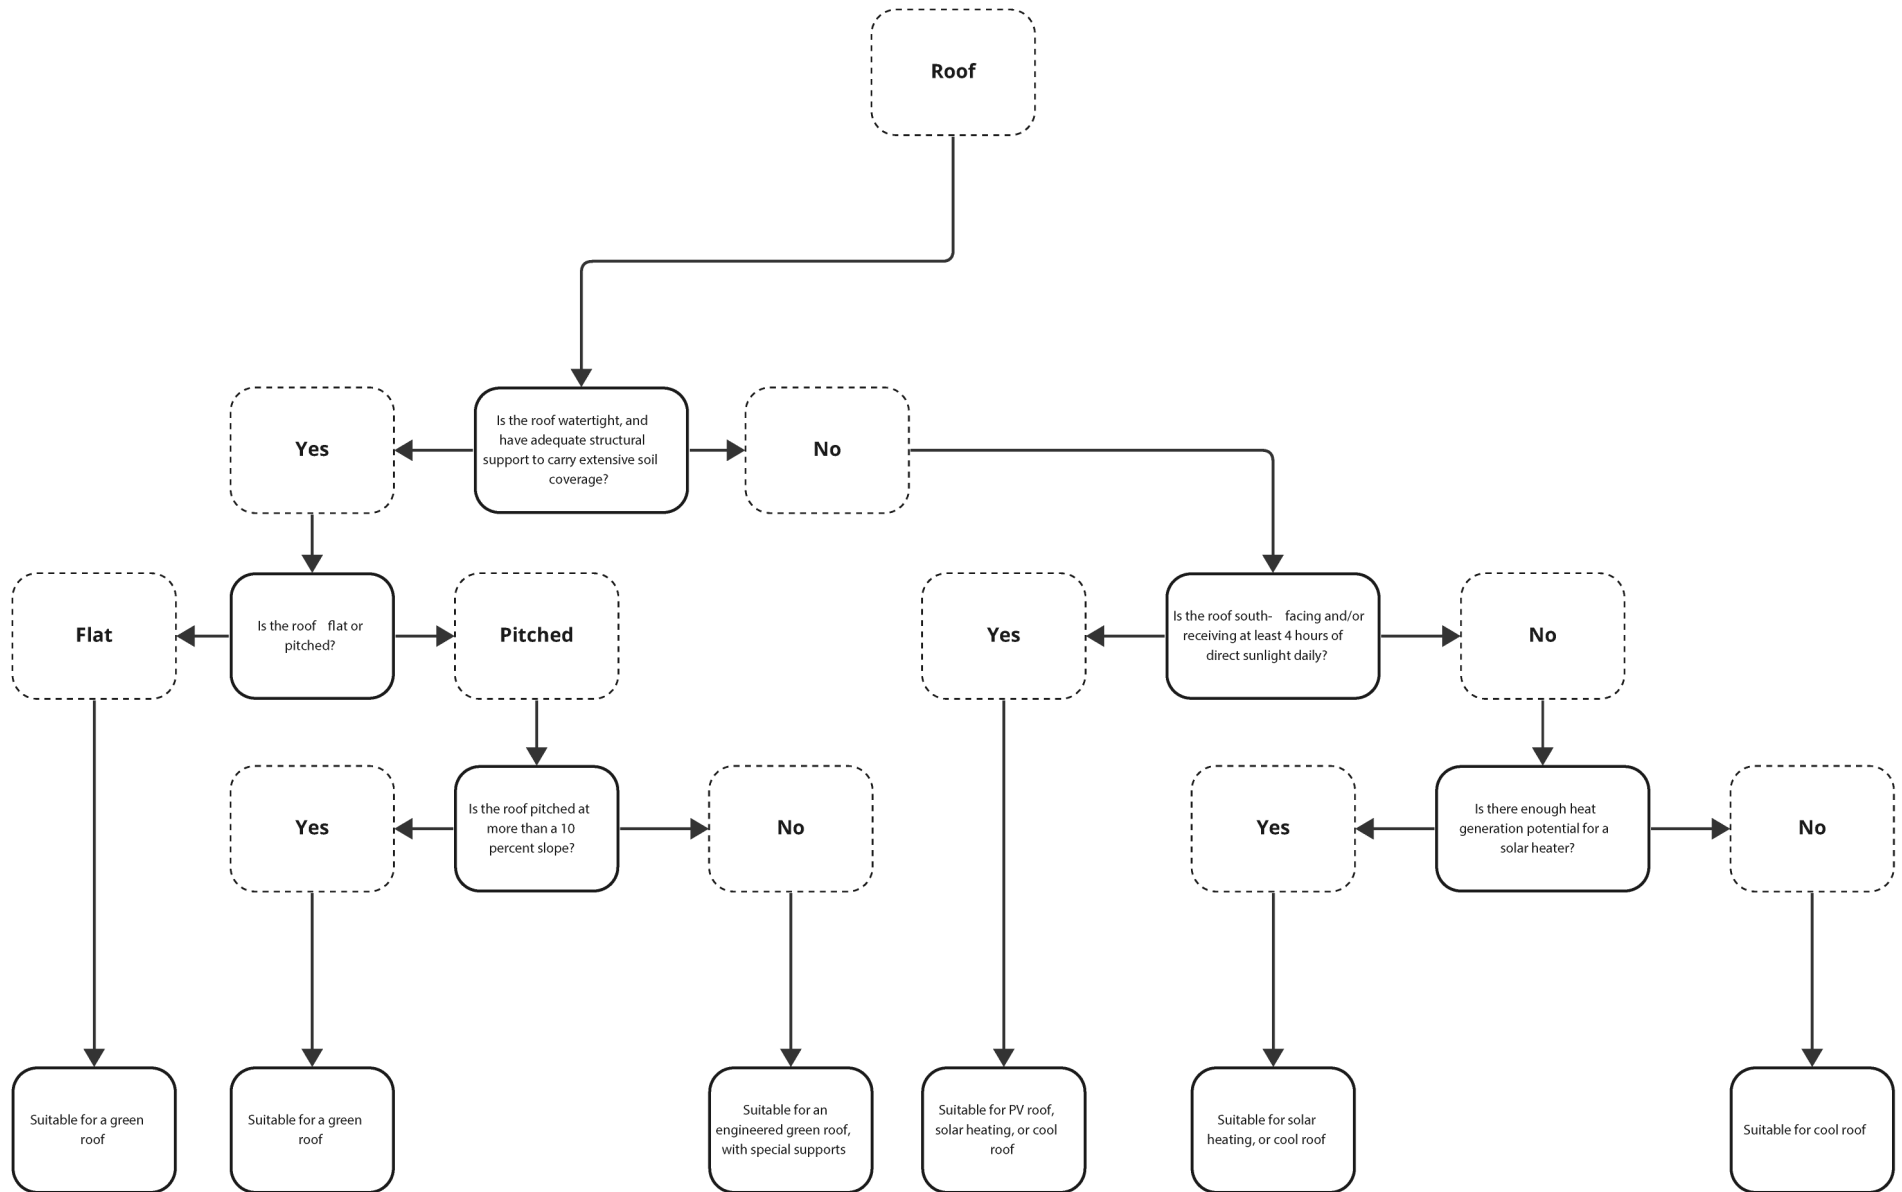 Roof
Yes
Is the roof watertight, and
have adequate structural
support to carry extensive soil
coverage?
No
Flat
Is the roof flat or
pitched?
Pitched
Yes
Is the roof south- facing and/or
receiving at least 4 hours of
direct sunlight daily?
No
Yes
Is the roof pitched at
more than a 10
percent slope?
No
Yes
Is there enough heat
generation potential for a
solar heater?
No
Suitable for a green
roof
Suitable for a green
roof
Suitable for an
engineered green roof,
with special supports
Suitable for PV roof,
solar heating, or cool
roof
Suitable for solar
heating, or cool roof
Suitable for cool roof